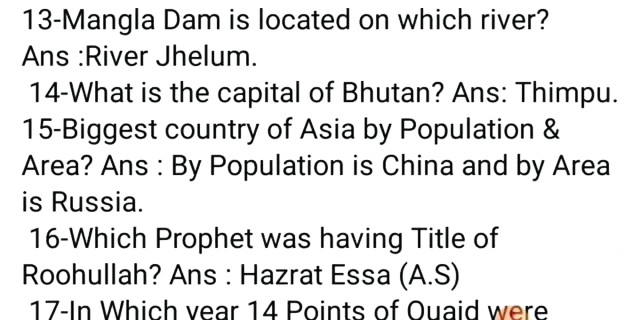 13-Mangla Dam is located on which river?
Ans :River Jhelum.
14-What is the capital of Bhutan? Ans: Thimpu.
15-Biggest country of Asia by Population &
Area? Ans : By Population is China and by Area
is Russia.
16-Which Prophet was having Title of
Roohullah? Ans : Hazrat Essa (A.S)
17-In Which year 14 Points of Quaid were